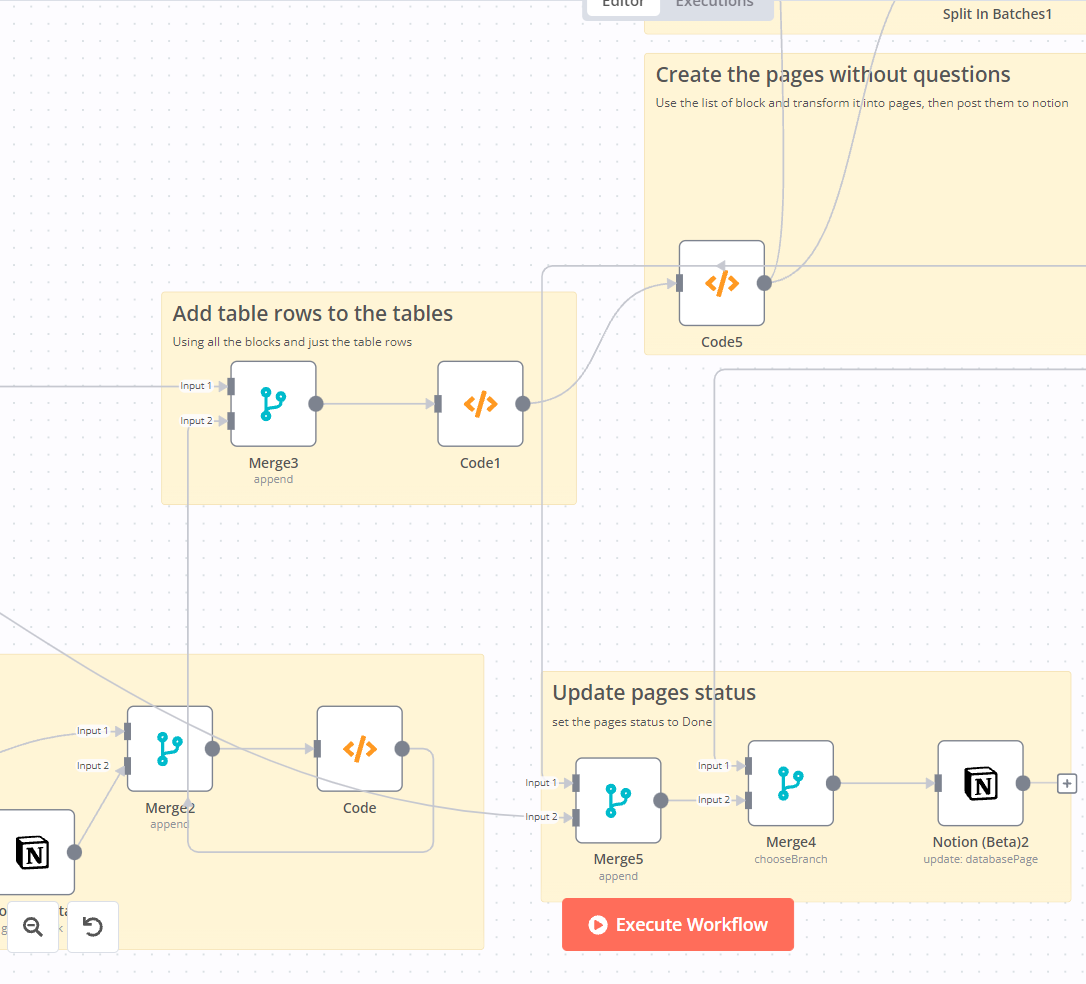 Editor Executions
Split In Batches1
Create the pages without questions
Use the list of block and transform it into pages, then post them to notion
Code5
Add table rows to the tables
Using all the blocks and just the table rows
Input 1
Input 2
Merge3
append
Code1
Input 1
Input 2
Merge2
append
Code
Update pages status
set the pages status to Done
Input 1
Input 2
Merge5
append
Input 1
Input 2
Merge4
chooseBranch
Notion (Beta)2
update: databasePage
Execute Workflow